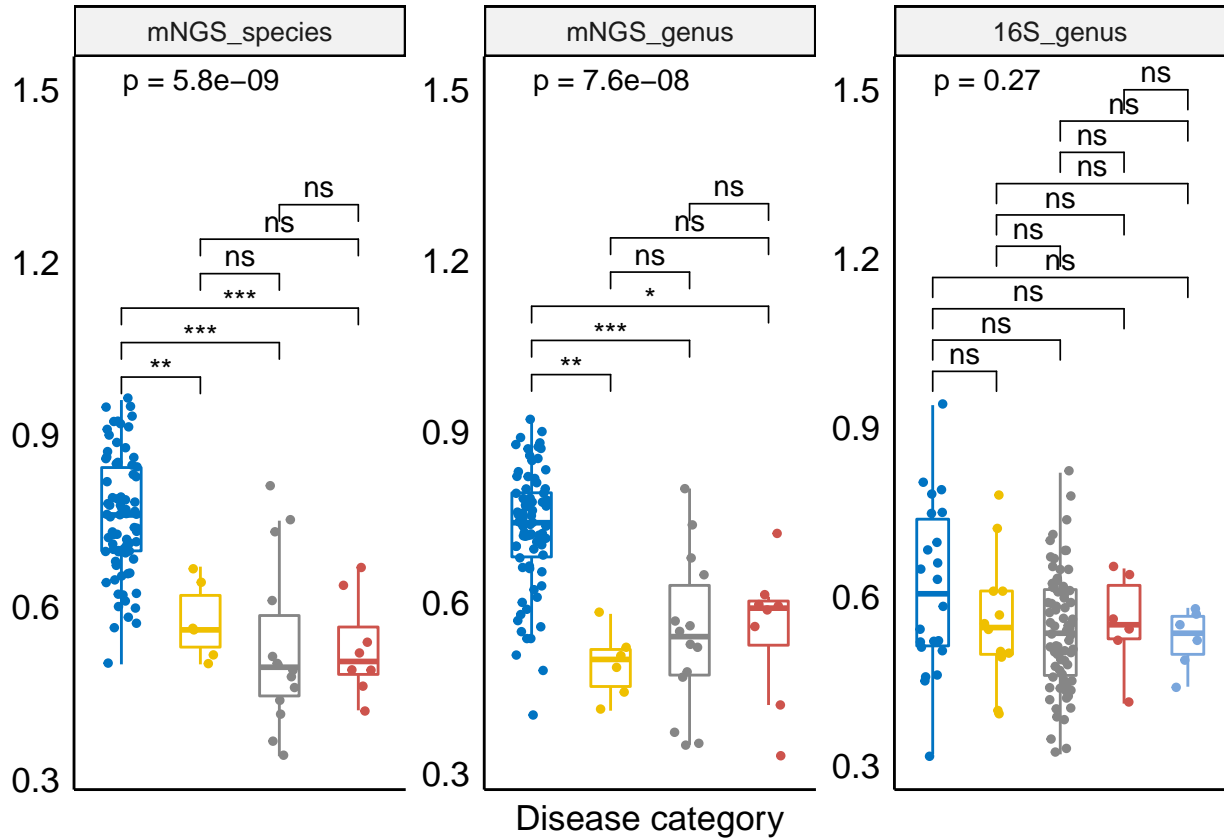 mNGS_species
p = 5.8e−09
1.5
1.2
0.9
0.6
0.3
ns
ns
ns
***
***
**
mNGS_genus
p = 7.6e−08
1.5
1.2
0.9
0.6
0.3
ns
ns
ns
*
***
**
16S_genus
p = 0.27
1.5
1.2
0.9
0.6
0.3
ns
ns
ns
ns
ns
ns
ns
ns
ns
ns
Disease category